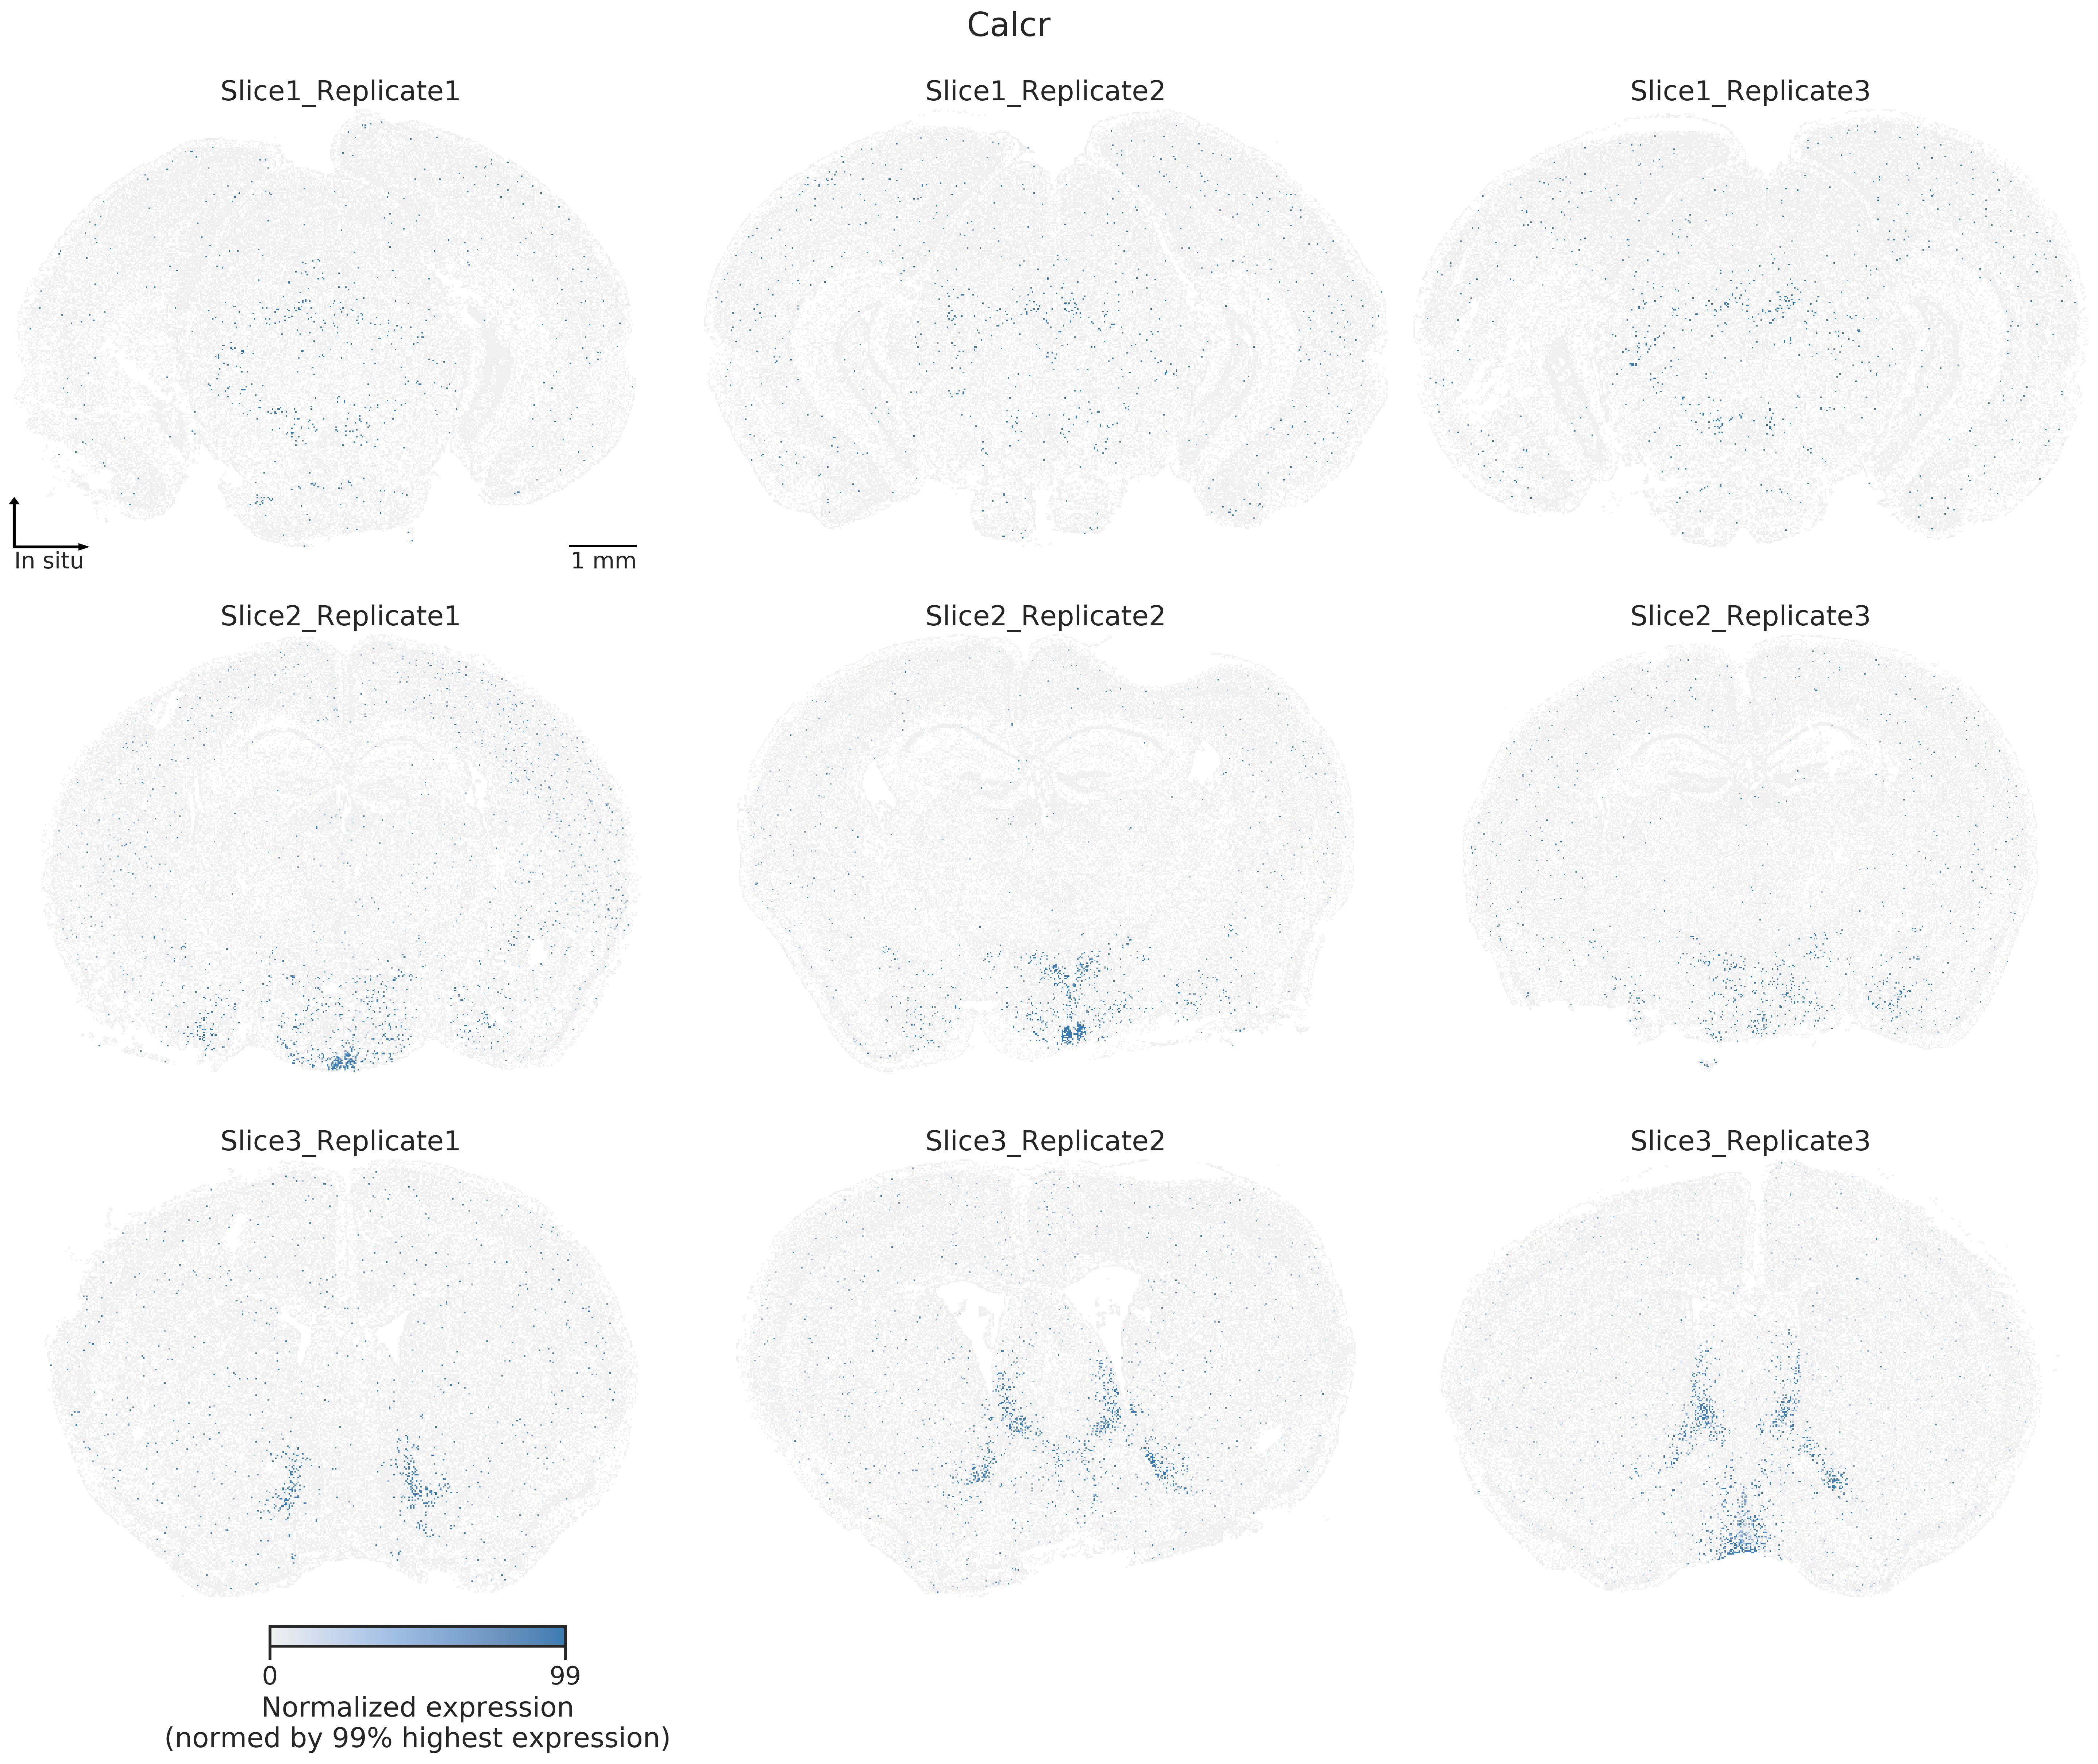 Calcr
Slice1_Replicate1
Slice1_Replicate2
Slice1_Replicate3
In situ
1 mm
Slice2_Replicate1
Slice2_Replicate2
Slice2_Replicate3
Slice3_Replicate1
Slice3_Replicate2
Slice3_Replicate3
0
99
Normalized expression
(normed by 99% highest expression)